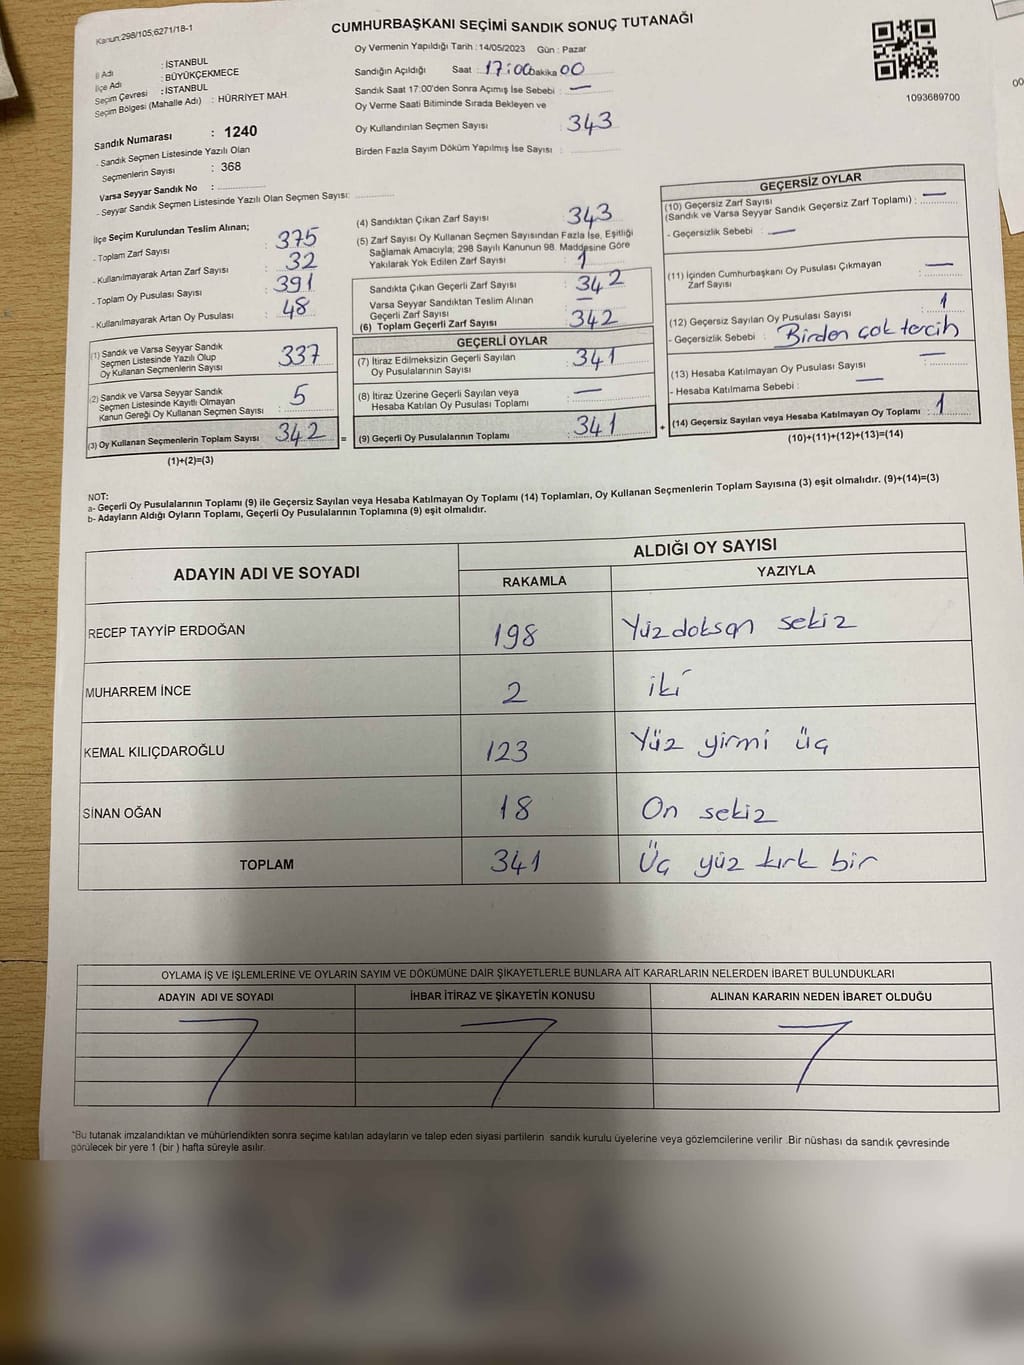 Kanun;298/105;6271/18-1
CUMHURBAŞKANI SEÇİMİ SANDIK SONUÇ TUTANAĞI
İl Adı : İSTANBUL
İlçe Adı : BÜYÜKÇEKMECE
Seçim Çevresi : İSTANBUL
Seçim Bölgesi (Mahalle Adı) : HÜRRİYET MAH.
Sandık Numarası : 1240
- Sandık Seçmen Listesinde Yazılı Olan
Seçmenlerin Sayısı : 368
Varsa Seyyar Sandık No :
- Seyyar Sandık Seçmen Listesinde Yazılı Olan Seçmen Sayısı:
Oy Vermenin Yapıldığı Tarih : 14/05/2023 Gün : Pazar
Sandığın Açıldığı Saat : 17:00 Dakika 00
Sandık Saat 17:00'den Sonra Açımış İse Sebebi : —
Oy Verme Saati Bitiminde Sırada Bekleyen ve
Oy Kullandırılan Seçmen Sayısı : 343
Birden Fazla Sayım Döküm Yapılmış İse Sayısı :
1093689700
İlçe Seçim Kurulundan Teslim Alınan;
- Toplam Zarf Sayısı : 375
- Kullanılmayarak Artan Zarf Sayısı : 32
- Toplam Oy Pusulası Sayısı : 391
- Kullanılmayarak Artan Oy Pusulası : 48
(1) Sandık ve Varsa Seyyar Sandık
Seçmen Listesinde Yazılı Olup
Oy Kullanan Seçmenlerin Sayısı : 337
(2) Sandık ve Varsa Seyyar Sandık
Seçmen Listesinde Kayıtlı Olmayan
Kanun Gereği Oy Kullanan Seçmen Sayısı : 5
(3) Oy Kullanan Seçmenlerin Toplam Sayısı : 342 =
(1)+(2)=(3)
(4) Sandıktan Çıkan Zarf Sayısı : 343
(5) Zarf Sayısı Oy Kullanan Seçmen Sayısından Fazla İse, Eşitliği
Sağlamak Amacıyla; 298 Sayılı Kanunun 98. Maddesine Göre
Yakılarak Yok Edilen Zarf Sayısı : 1
Sandıkta Çıkan Geçerli Zarf Sayısı : 342
Varsa Seyyar Sandıktan Teslim Alınan
Geçerli Zarf Sayısı : —
(6) Toplam Geçerli Zarf Sayısı : 342
GEÇERLİ OYLAR
(7) İtiraz Edilmeksizin Geçerli Sayılan
Oy Pusulalarının Sayısı : 341
(8) İtiraz Üzerine Geçerli Sayılan veya
Hesaba Katılan Oy Pusulası Toplamı : —
(9) Geçerli Oy Pusulalarının Toplamı : 341 +
GEÇERSİZ OYLAR
(10) Geçersiz Zarf Sayısı
(Sandık ve Varsa Seyyar Sandık Geçersiz Zarf Toplamı) : —
- Geçersizlik Sebebi : —
(11) İçinden Cumhurbaşkanı Oy Pusulası Çıkmayan
Zarf Sayısı : —
(12) Geçersiz Sayılan Oy Pusulası Sayısı : 1
- Geçersizlik Sebebi : Birden çok tercih
(13) Hesaba Katılmayan Oy Pusulası Sayısı : —
- Hesaba Katılmama Sebebi : —
(14) Geçersiz Sayılan veya Hesaba Katılmayan Oy Toplamı : 1
(10)+(11)+(12)+(13)=(14)
NOT:
a- Geçerli Oy Pusulalarının Toplamı (9) ile Geçersiz Sayılan veya Hesaba Katılmayan Oy Toplamı (14) Toplamları, Oy Kullanan Seçmenlerin Toplam Sayısına (3) eşit olmalıdır. (9)+(14)=(3)
b- Adayların Aldığı Oyların Toplamı, Geçerli Oy Pusulalarının Toplamına (9) eşit olmalıdır.
ADAYIN ADI VE SOYADI ALDIĞI OY SAYISI
RAKAMLA YAZIYLA
RECEP TAYYİP ERDOĞAN 198 Yüzdoksan sekiz
MUHARREM İNCE 2 iki
KEMAL KILIÇDAROĞLU 123 Yüz yirmi üç
SİNAN OĞAN 18 On sekiz
TOPLAM 341 Üç yüz kırk bir
OYLAMA İŞ VE İŞLEMLERİNE VE OYLARIN SAYIM VE DÖKÜMÜNE DAİR ŞİKAYETLERLE BUNLARA AİT KARARLARIN NELERDEN İBARET BULUNDUKLARI
ADAYIN ADI VE SOYADI İHBAR İTİRAZ VE ŞİKAYETİN KONUSU ALINAN KARARIN NEDEN İBARET OLDUĞU
*Bu tutanak imzalandıktan ve mühürlendikten sonra seçime katılan adayların ve talep eden siyasi partilerin sandık kurulu üyelerine veya gözlemcilerine verilir .Bir nüshası da sandık çevresinde
görülecek bir yere 1 (bir ) hafta süreyle asılır.